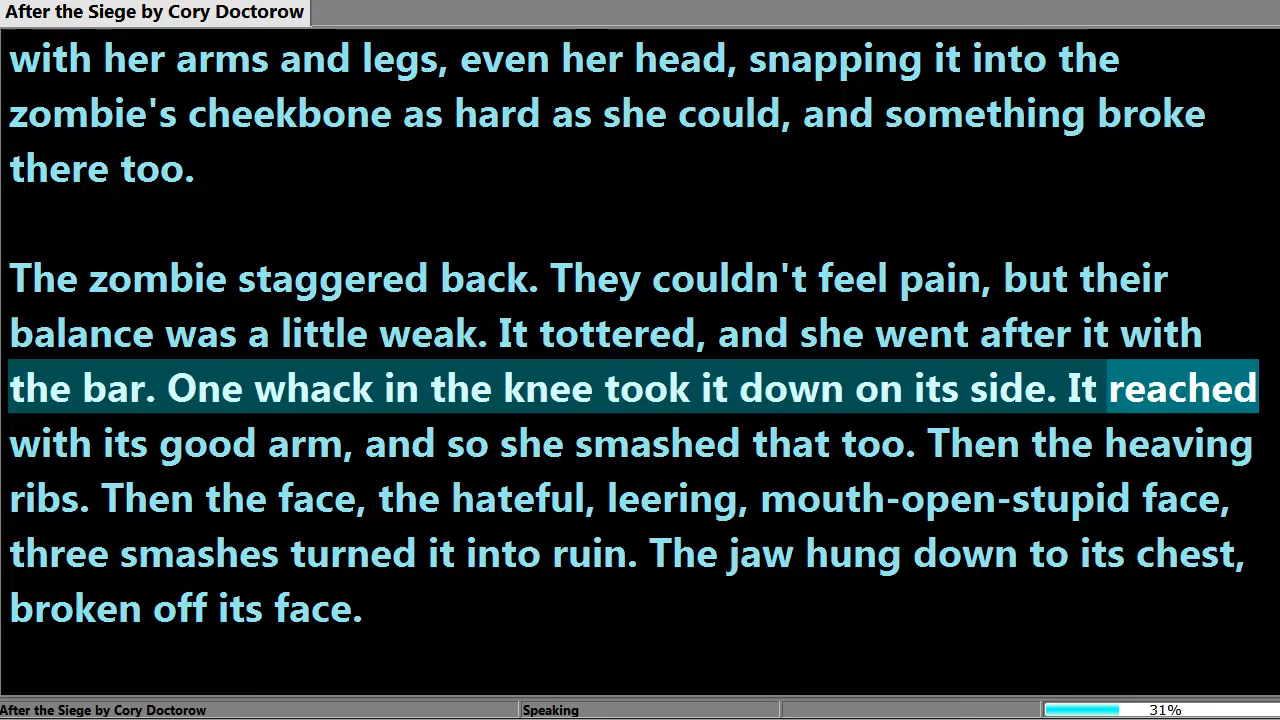 After the Siege by Cory Doctorow
with her arms and legs, even her head, snapping it into the
zombie's cheekbone as hard as she could, and something broke
there too.
The zombie staggered back. They couldn't feel pain, but their
balance was a little weak. It tottered, and she went after it with
the bar. One whack in the knee took it down on its side. It reached
with its good arm, and so she smashed that too. Then the heaving
ribs. Then the face, the hateful, leering, mouth-open-stupid face,
three smashes turned it into ruin. The jaw hung down to its chest,
broken off its face.
After the Siege by Cory Doctorow
Speaking
31%